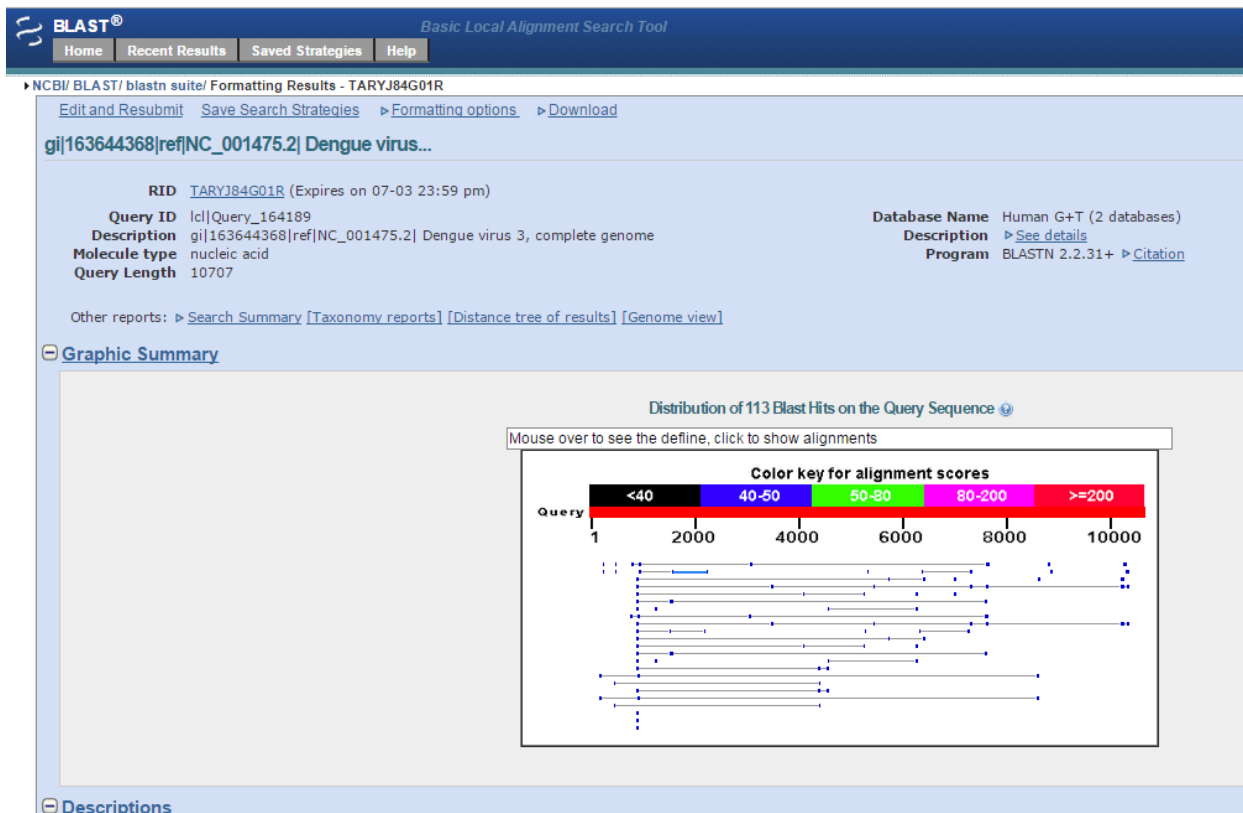 BLAST® Basic Local Alignment Search Tool
Home Recent Results Saved Strategies Help
NCBI/ BLAST/ blastn suite/ Formatting Results - TARYJ84G01R
Edit and Resubmit Save Search Strategies Formatting options Download
gi|163644368|ref|NC_001475.2| Dengue virus...
RID TARYJ84G01R (Expires on 07-03 23:59 pm)
Query ID lcl|Query_164189 Database Name Human G+T (2 databases)
Description gi|163644368|ref|NC_001475.2| Dengue virus 3, complete genome Description See details
Molecule type nucleic acid Program BLASTN 2.2.31+ Citation
Query Length 10707
Other reports: Search Summary [Taxonomy reports] [Distance tree of results] [Genome view]
Graphic Summary
Distribution of 113 Blast Hits on the Query Sequence
Mouse over to see the defline, click to show alignments
Color key for alignment scores
<40 40-50 50-80 80-200 >=200
Query
1 2000 4000 6000 8000 10000
Descriptions